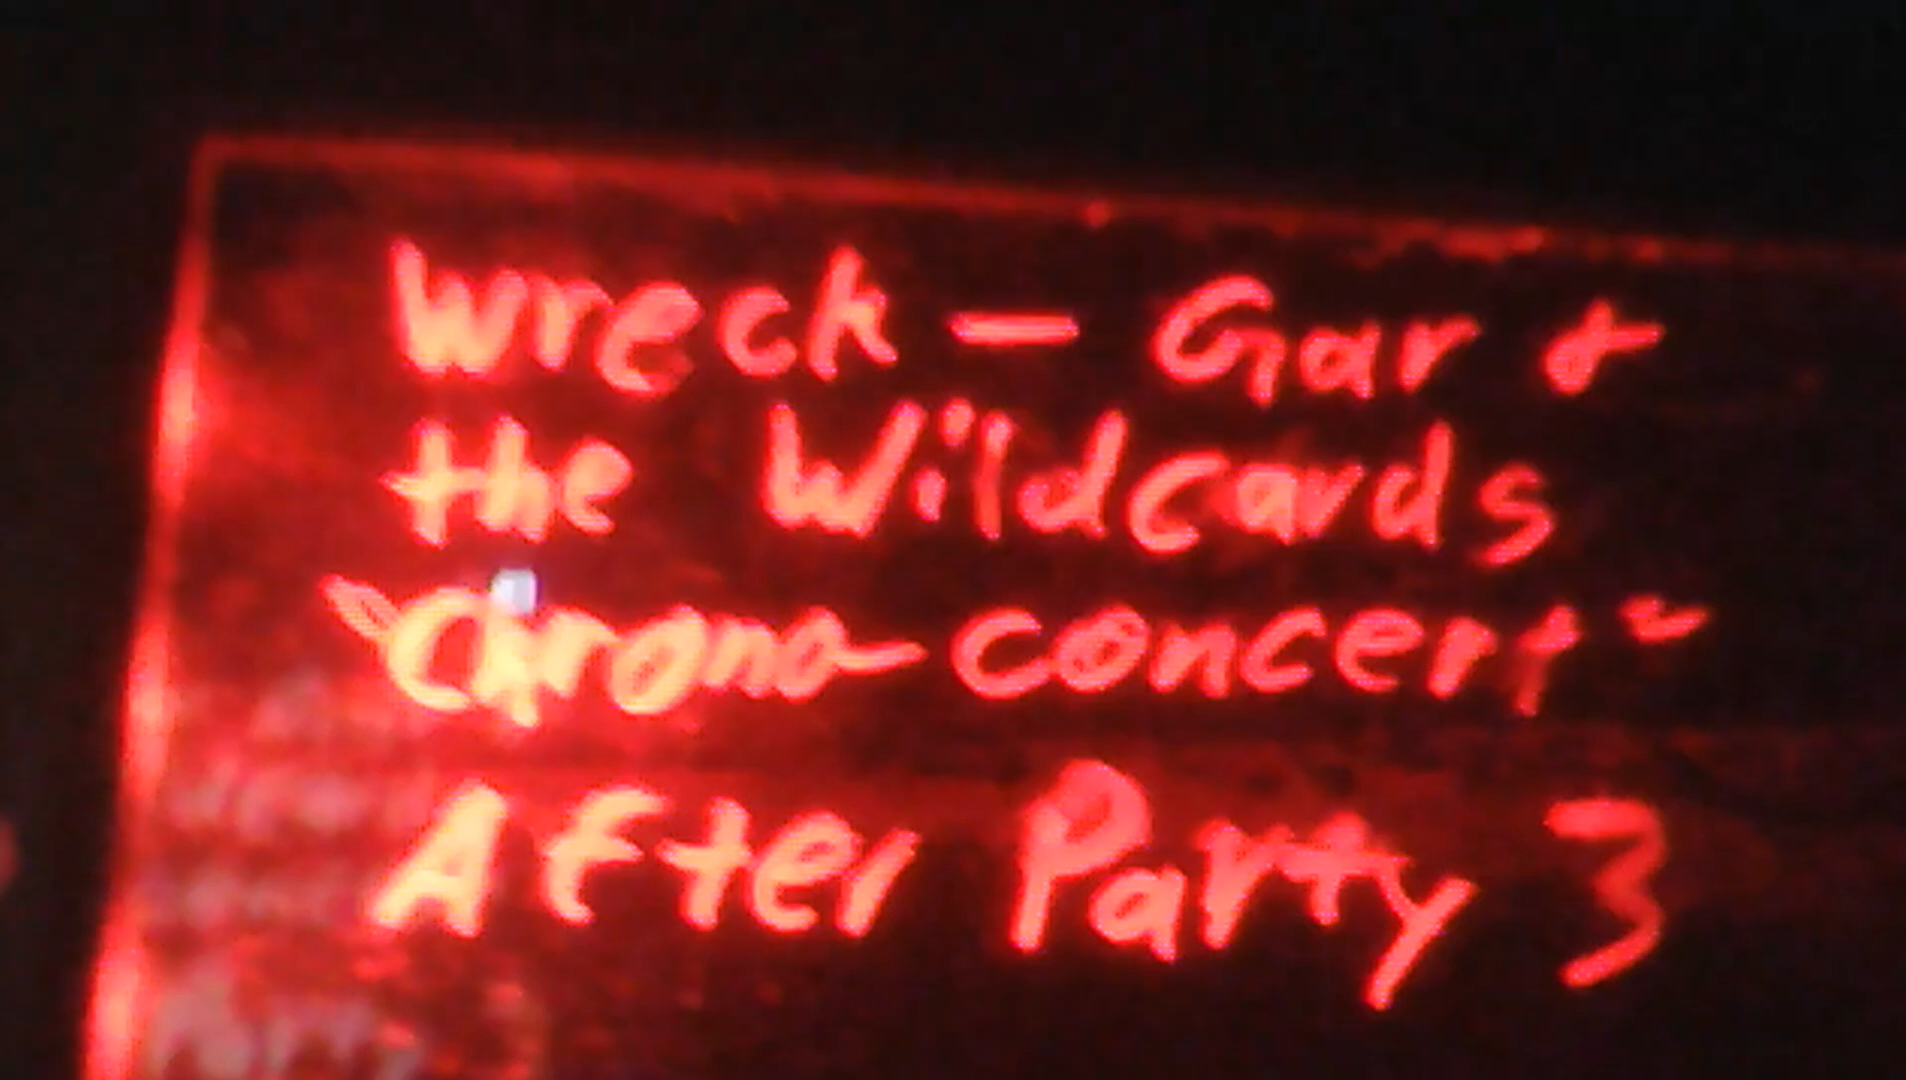 Wreck — Gar &
the Wildcards
"Chrono concert"
After Party 3